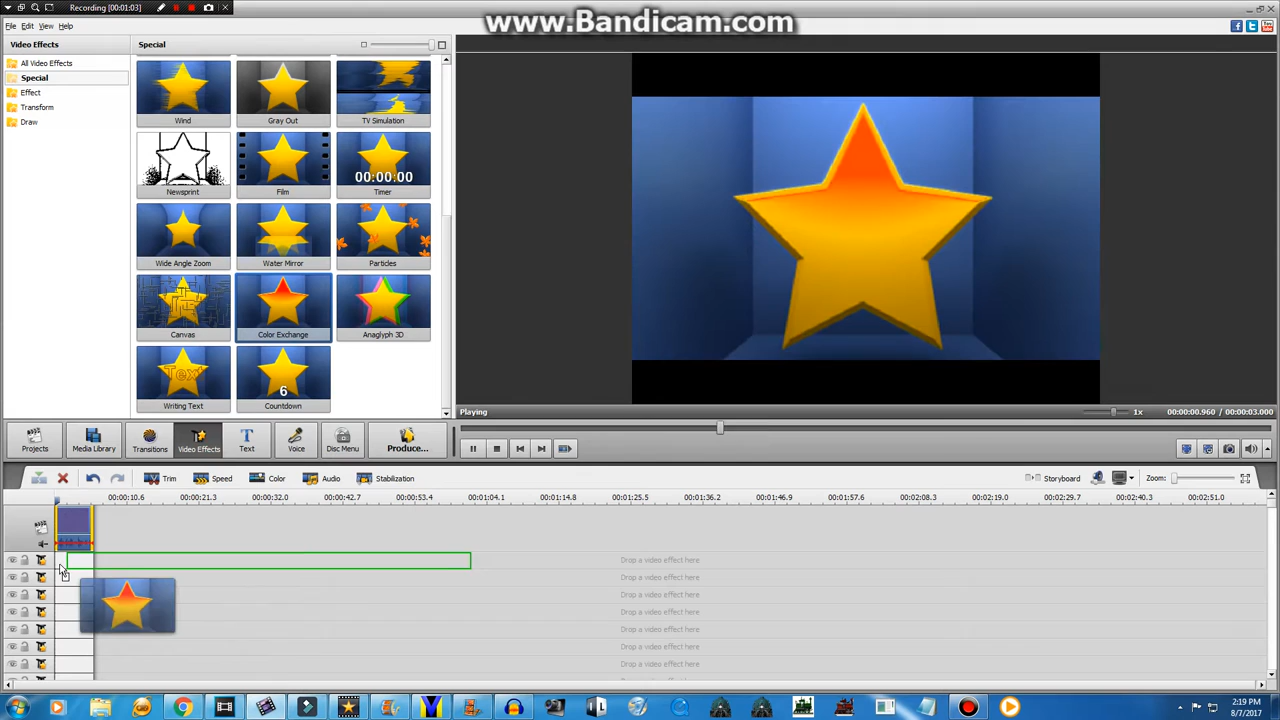 Recording [00:01:03]
www.Bandicam.com
File Edit View Help
Video Effects
Special
All Video Effects
Special
Effect
Transform
Draw
Wind
Gray Out
TV Simulation
00:00:00
Newsprint
Film
Timer
Wide Angle Zoom
Water Mirror
Particles
Canvas
Color Exchange
Anaglyph 3D
Text
6
Writing Text
Countdown
Playing
1x
00:00:00.960 / 00:00:03.000
Projects
Media Library
Transitions
Video Effects
Text
Voice
Disc Menu
Produce...
Trim
Speed
Color
Audio
Stabilization
Storyboard
Zoom:
00:00:10.6 00:00:21.3 00:00:32.0 00:00:42.7 00:00:53.4 00:01:04.1 00:01:14.8 00:01:25.5 00:01:36.2 00:01:46.9 00:01:57.6 00:02:08.3 00:02:19.0 00:02:29.7 00:02:40.3 00:02:51.0
Drop a video effect here
Drop a video effect here
Drop a video effect here
Drop a video effect here
Drop a video effect here
Drop a video effect here
Drop a video effect here
2:19 PM
8/7/2017